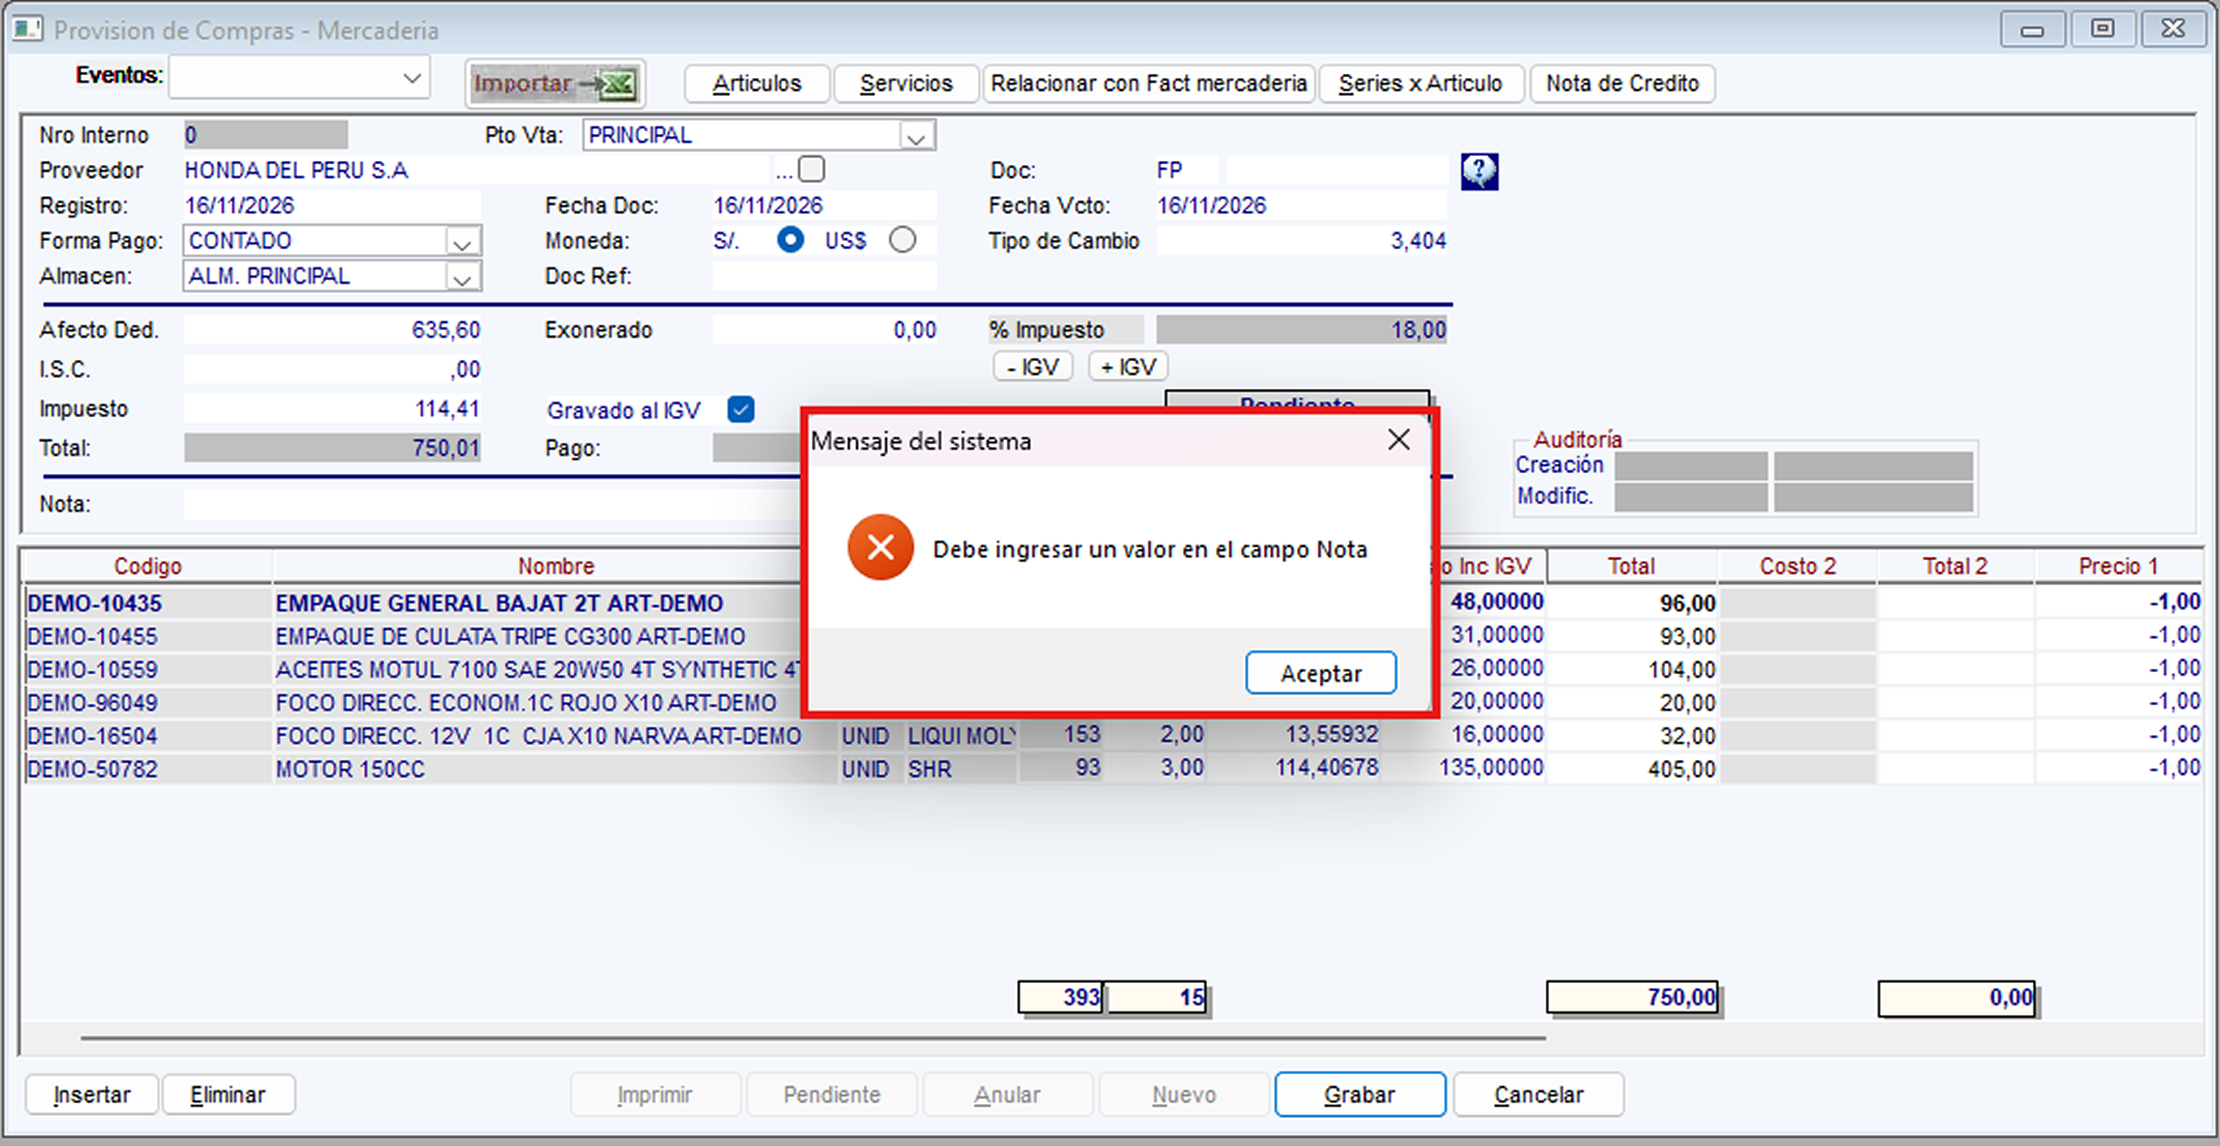 Provision de Compras - Mercaderia
Eventos:
Importar
Articulos
Servicios
Relacionar con Fact mercaderia
Series x Articulo
Nota de Credito
Nro Interno 0 Pto Vta: PRINCIPAL
Proveedor HONDA DEL PERU S.A ... Doc: FP
Registro: 16/11/2026 Fecha Doc: 16/11/2026 Fecha Vcto: 16/11/2026
Forma Pago: CONTADO Moneda: S/. US$ Tipo de Cambio 3,404
Almacen: ALM. PRINCIPAL Doc Ref:
Afecto Ded. 635,60 Exonerado 0,00 % Impuesto 18,00
I.S.C. ,00 - IGV + IGV
Impuesto 114,41 Gravado al IGV Pendiente
Total: 750,01 Pago:
Nota:
Auditoría
Creación
Modific.
Mensaje del sistema
Debe ingresar un valor en el campo Nota
Aceptar
Codigo Nombre o Inc IGV Total Costo 2 Total 2 Precio 1
DEMO-10435 EMPAQUE GENERAL BAJAT 2T ART-DEMO 48,00000 96,00 -1,00
DEMO-10455 EMPAQUE DE CULATA TRIPE CG300 ART-DEMO 31,00000 93,00 -1,00
DEMO-10559 ACEITES MOTUL 7100 SAE 20W50 4T SYNTHETIC 4T 26,00000 104,00 -1,00
DEMO-96049 FOCO DIRECC. ECONOM.1C ROJO X10 ART-DEMO 20,00000 20,00 -1,00
DEMO-16504 FOCO DIRECC. 12V 1C CJA X10 NARVA ART-DEMO UNID LIQUI MOLY 153 2,00 13,55932 16,00000 32,00 -1,00
DEMO-50782 MOTOR 150CC UNID SHR 93 3,00 114,40678 135,00000 405,00 -1,00
393 15 750,00 0,00
Insertar
Eliminar
Imprimir
Pendiente
Anular
Nuevo
Grabar
Cancelar